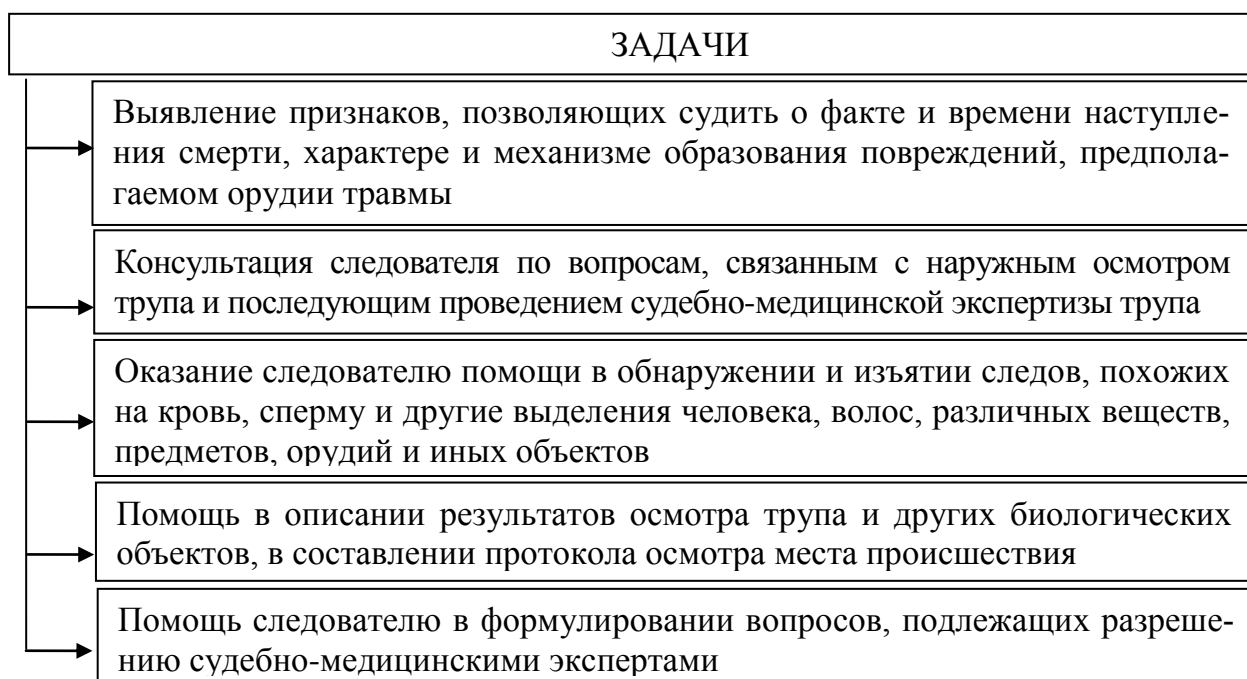 ЗАДАЧИ
Выявление признаков, позволяющих судить о факте и времени наступле-
ния смерти, характере и механизме образования повреждений, предпола-
гаемом орудии травмы
Консультация следователя по вопросам, связанным с наружным осмотром
трупа и последующим проведением судебно-медицинской экспертизы трупа
Оказание следователю помощи в обнаружении и изъятии следов, похожих
на кровь, сперму и другие выделения человека, волос, различных веществ,
предметов, орудий и иных объектов
Помощь в описании результатов осмотра трупа и других биологических
объектов, в составлении протокола осмотра места происшествия
Помощь следователю в формулировании вопросов, подлежащих разреше-
нию судебно-медицинскими экспертами